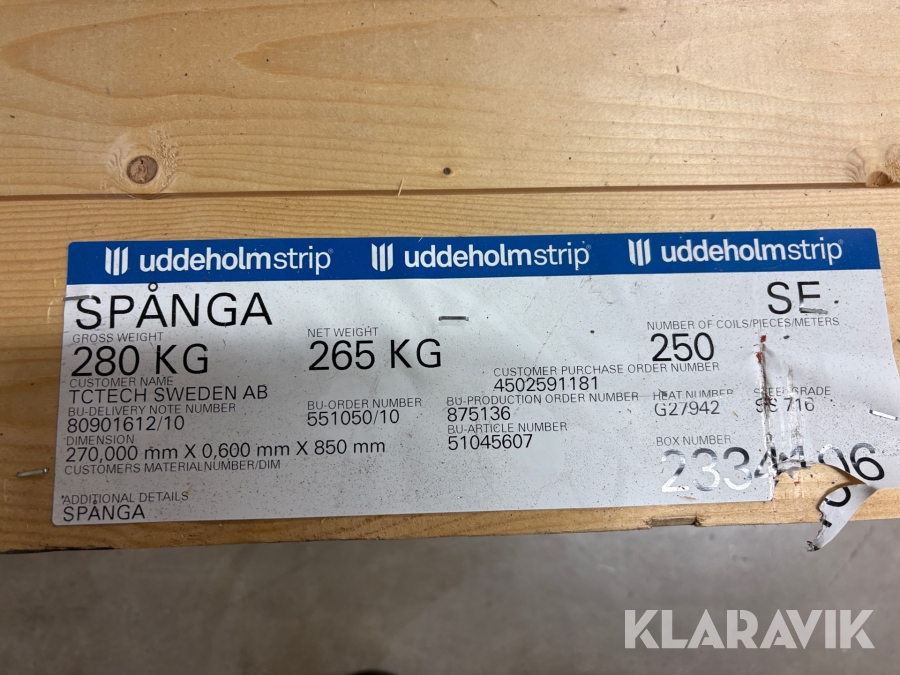 uddeholmstrip® uddeholmstrip® uddeholmstrip®
SPÅNGA SE
GROSS WEIGHT NET WEIGHT NUMBER OF COILS/PIECES/METERS
280 KG 265 KG 250
CUSTOMER NAME CUSTOMER PURCHASE ORDER NUMBER
TCTECH SWEDEN AB 4502591181
BU-DELIVERY NOTE NUMBER BU-ORDER NUMBER BU-PRODUCTION ORDER NUMBER HEAT NUMBER STEEL GRADE
80901612/10 551050/10 875136 G27942 716
DIMENSION BU-ARTICLE NUMBER BOX NUMBER
270,000 mm X 0,600 mm X 850 mm 51045607
CUSTOMERS MATERIALNUMBER/DIM
ADDITIONAL DETAILS
SPÅNGA
KLARAVIK